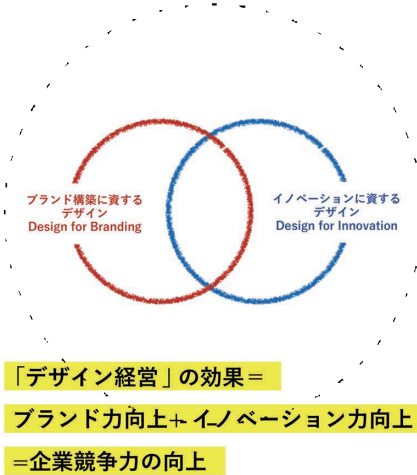 ブランド構築に資する
デザイン
Design for Branding
イノベーションに資する
デザイン
Design for Innovation
「デザイン経営」の効果=
ブランド力向上+イノベーション力向上
=企業競争力の向上